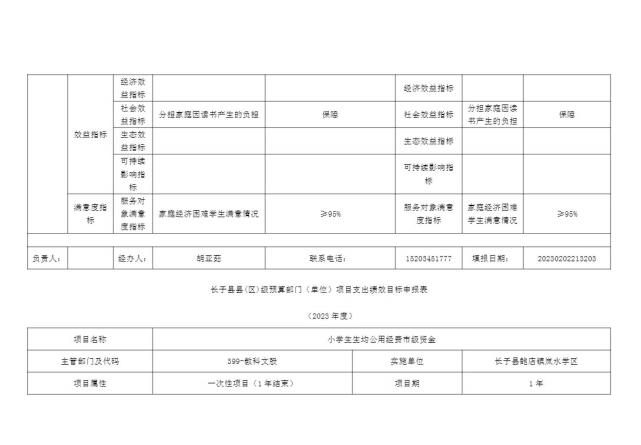 经济效益指标 经济效益指标
效益指标 社会效益指标 分担家庭因读书产生的负担 保障 社会效益指标 分担家庭因读书产生的负担 保障
生态效益指标 生态效益指标
可持续影响指标 可持续影响指标
满意度指标 服务对象满意度指标 家庭经济困难学生满意情况 ≥95% 服务对象满意度指标 家庭经济困难学生满意情况 ≥95%
负责人： 经办人： 胡亚茹 联系电话： 15203451777 填报日期： 20230202213203
长子县县(区)级预算部门（单位）项目支出绩效目标申报表
（2023 年度）
项目名称 小学生生均公用经费市级资金
主管部门及代码 399-教科文股 实施单位 长子县鲍店镇岚水学区
项目属性 一次性项目（1 年结束） 项目期 1 年